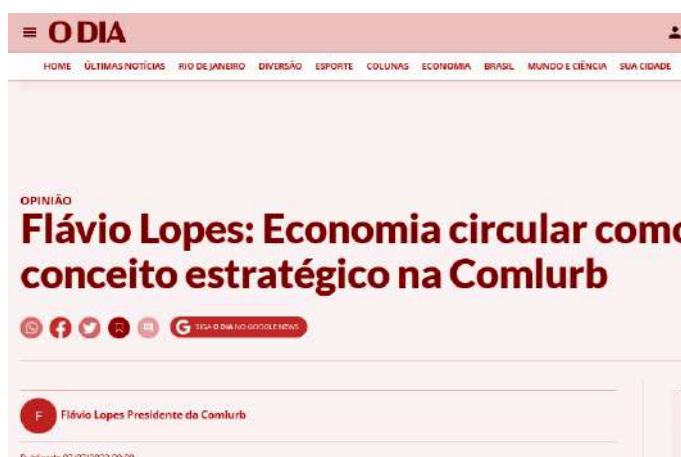 O DIA
HOME ÚLTIMAS NOTÍCIAS RIO DE JANEIRO DIVERSÃO ESPORTE COLUNAS ECONOMIA BRASIL MUNDO E CIÊNCIA SUA CIDADE
OPINIÃO
Flávio Lopes: Economia circular como
conceito estratégico na Comlurb
G SIGA O DIA NO GOOGLE NEWS
F Flávio Lopes Presidente da Comlurb